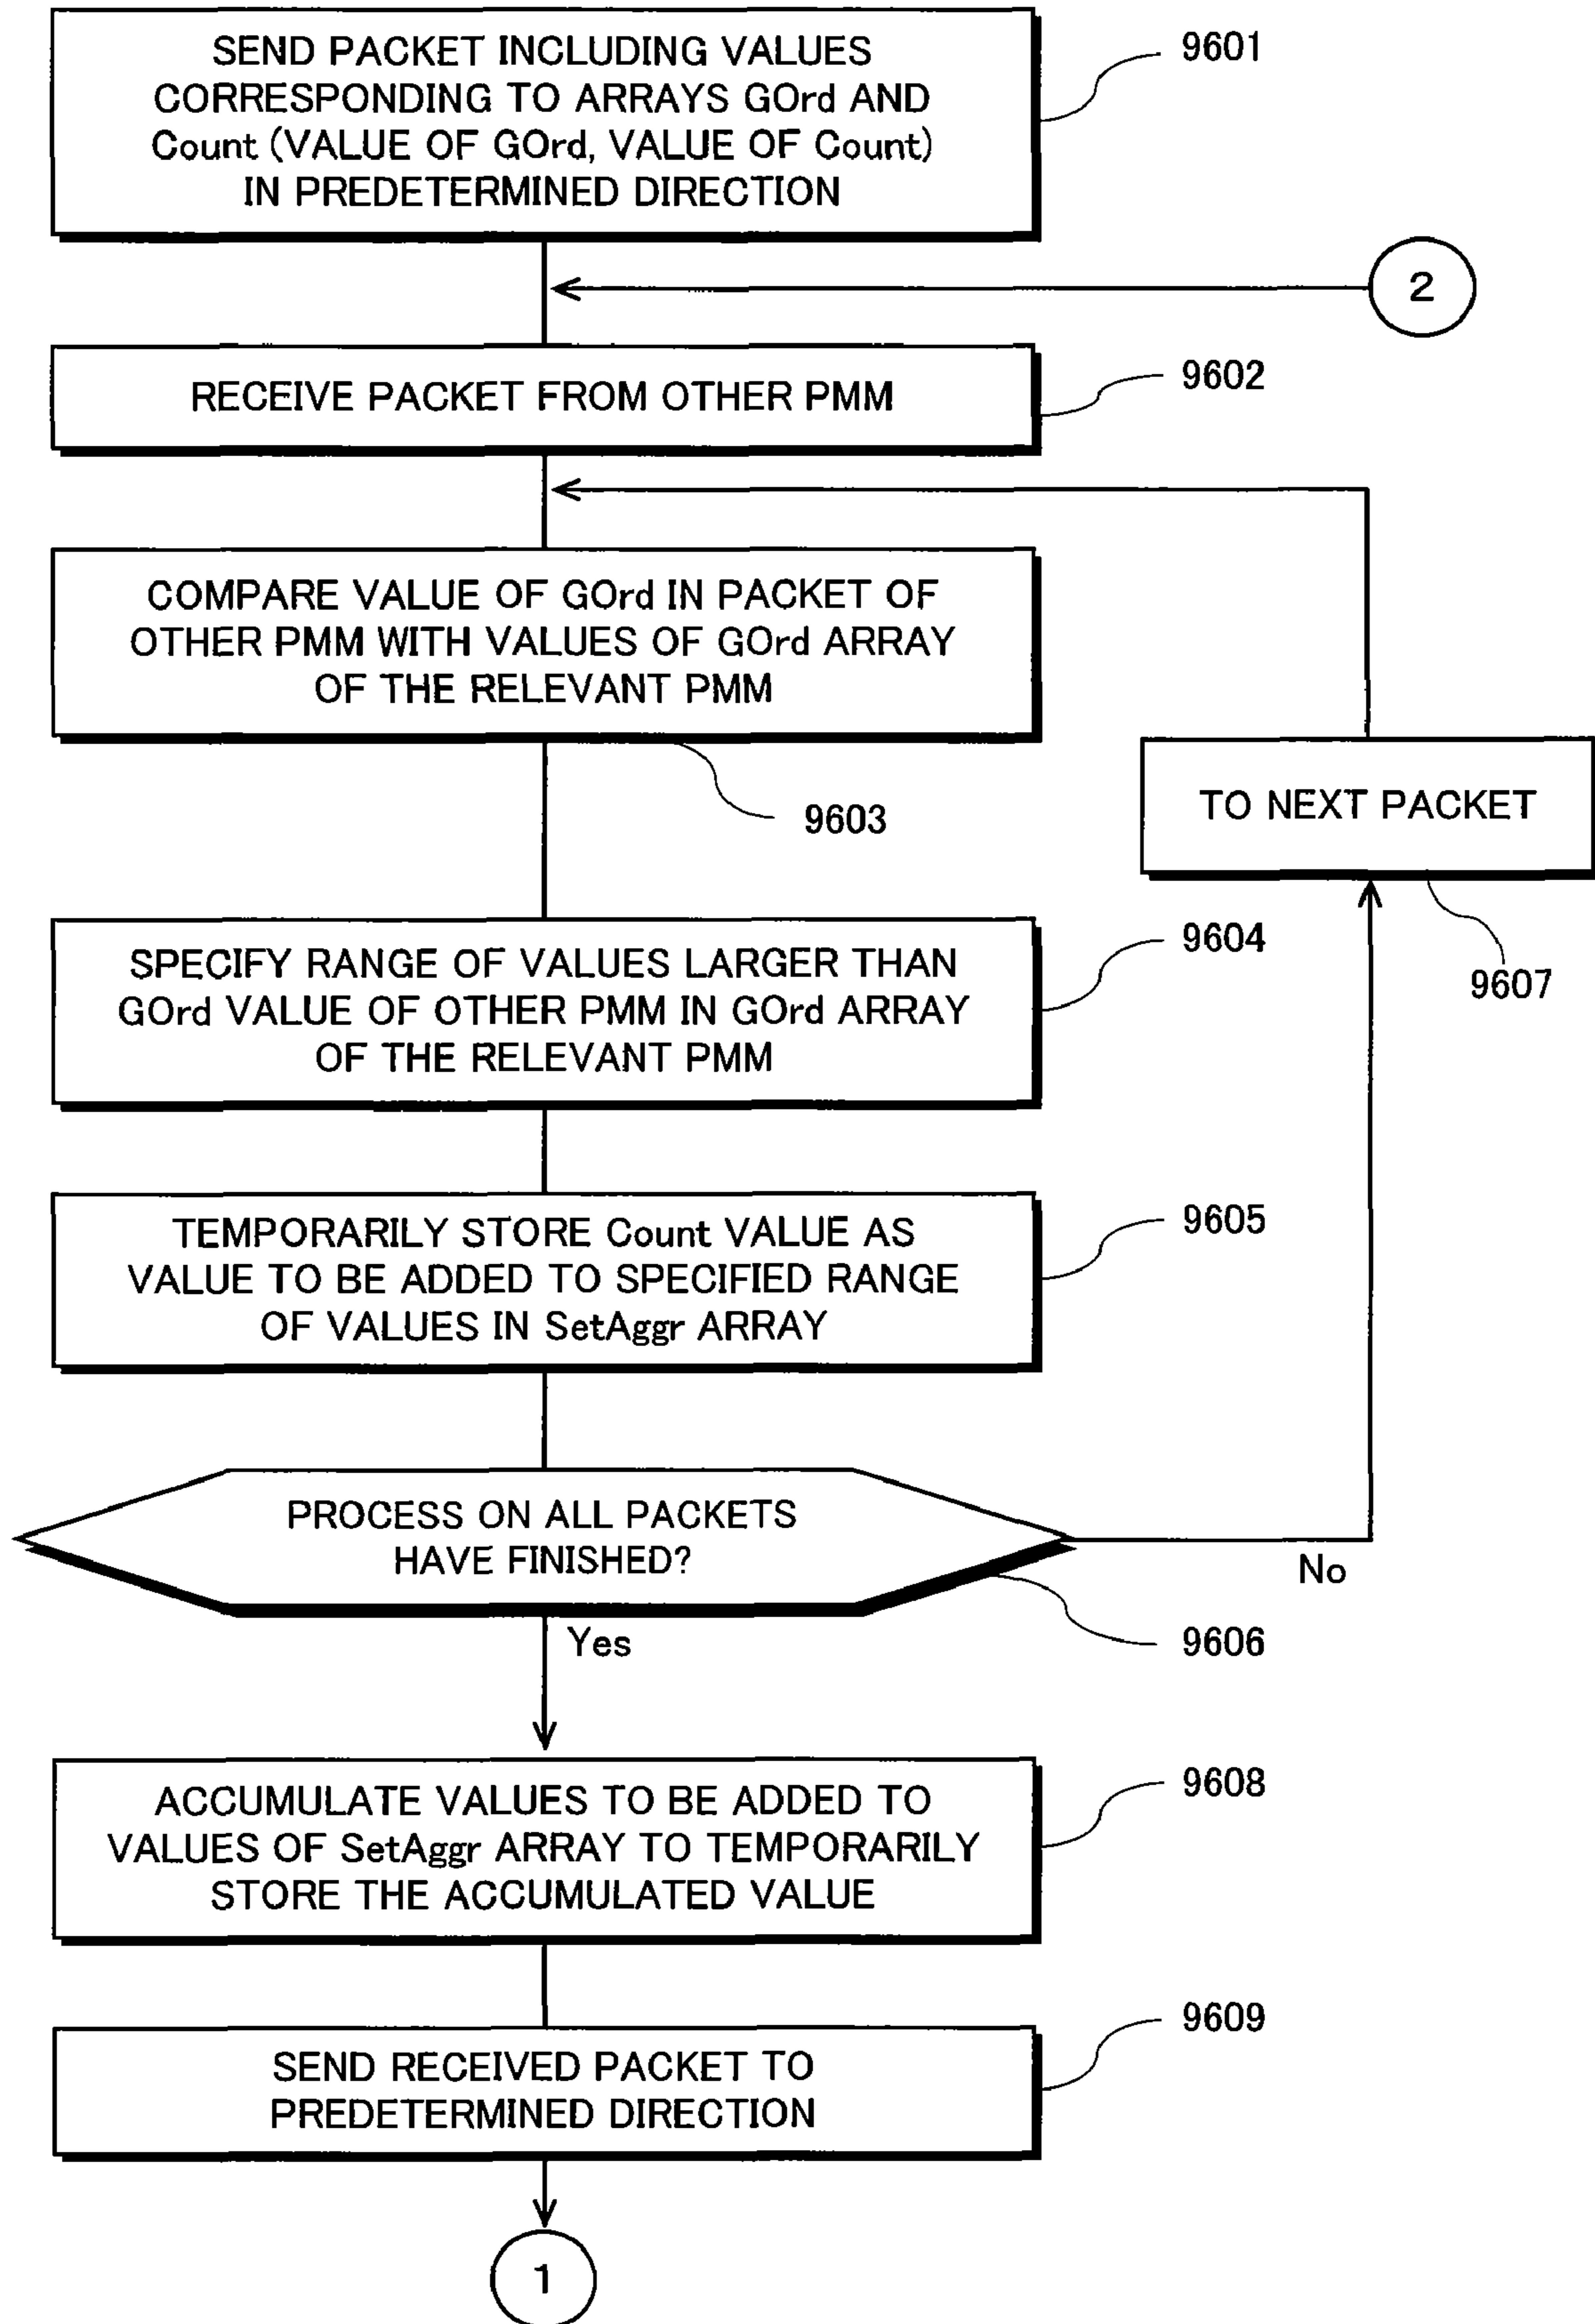 SEND PACKET INCLUDING VALUES
CORRESPONDING TO ARRAYS GOrd AND
Count (VALUE OF GOrd, VALUE OF Count)
IN PREDETERMINED DIRECTION
9601
2
RECEIVE PACKET FROM OTHER PMM
9602
COMPARE VALUE OF GOrd IN PACKET OF
OTHER PMM WITH VALUES OF GOrd ARRAY
OF THE RELEVANT PMM
9603
TO NEXT PACKET
9607
SPECIFY RANGE OF VALUES LARGER THAN
GOrd VALUE OF OTHER PMM IN GOrd ARRAY
OF THE RELEVANT PMM
9604
TEMPORARILY STORE Count VALUE AS
VALUE TO BE ADDED TO SPECIFIED RANGE
OF VALUES IN SetAggr ARRAY
9605
PROCESS ON ALL PACKETS
HAVE FINISHED?
No
9606
Yes
ACCUMULATE VALUES TO BE ADDED TO
VALUES OF SetAggr ARRAY TO TEMPORARILY
STORE THE ACCUMULATED VALUE
9608
SEND RECEIVED PACKET TO
PREDETERMINED DIRECTION
9609
1